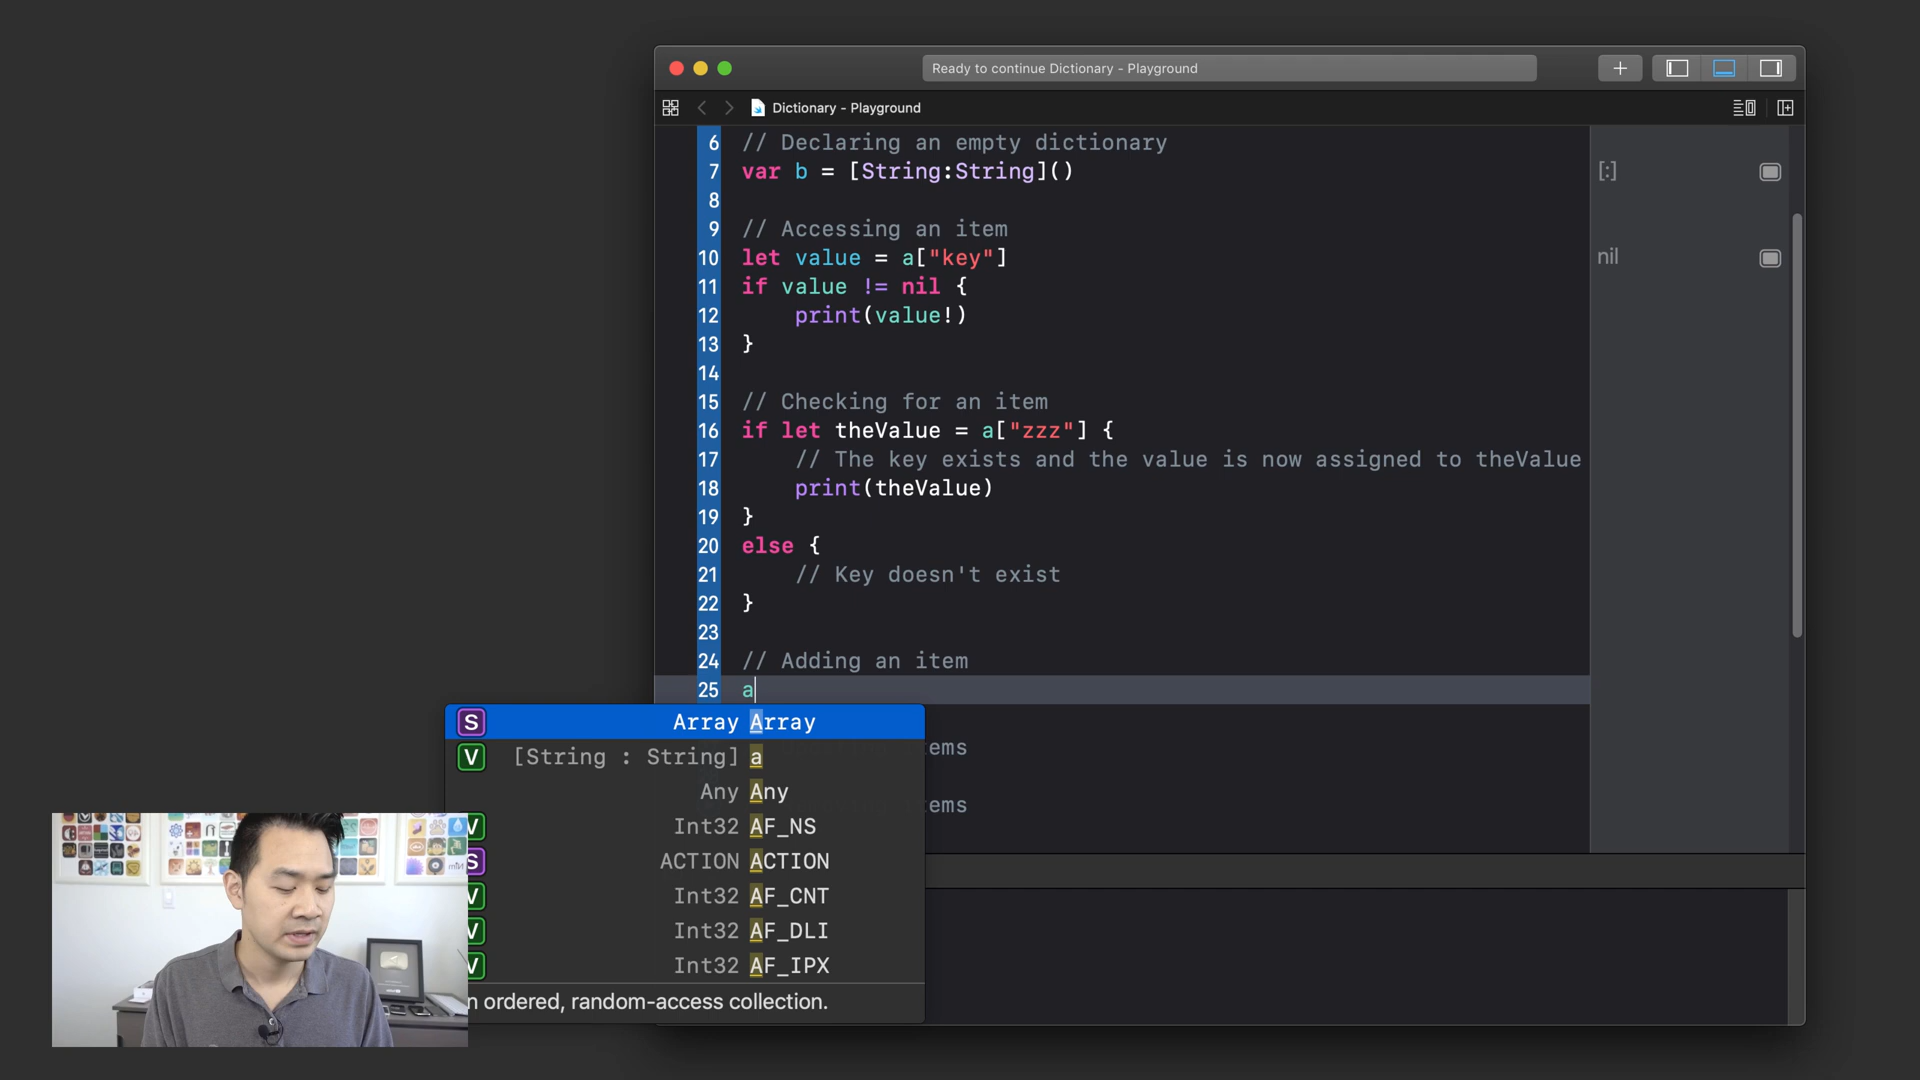 Ready to continue Dictionary - Playground
Dictionary - Playground
6 // Declaring an empty dictionary
7 var b = [String:String]()
[:]
8
9 // Accessing an item
10 let value = a["key"]
nil
11 if value != nil {
12 print(value!)
13 }
14
15 // Checking for an item
16 if let theValue = a["zzz"] {
17 // The key exists and the value is now assigned to theValue
18 print(theValue)
19 }
20 else {
21 // Key doesn't exist
22 }
23
24 // Adding an item
25 a
S Array Array
ems
V [String : String] a
Any Any
ems
V Int32 AF_NS
S ACTION ACTION
V Int32 AF_CNT
V Int32 AF_DLI
V Int32 AF_IPX
n ordered, random-access collection.